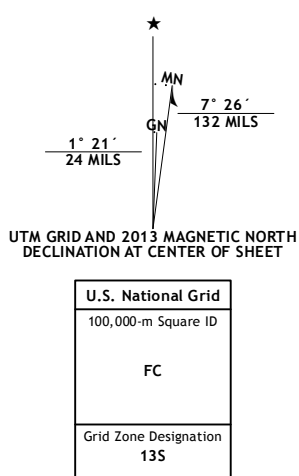 ★
MN
GN
7° 26´
132 MILS
1° 21´
24 MILS
UTM GRID AND 2013 MAGNETIC NORTH
DECLINATION AT CENTER OF SHEET
U.S. National Grid
100,000-m Square ID
FC
Grid Zone Designation
13S